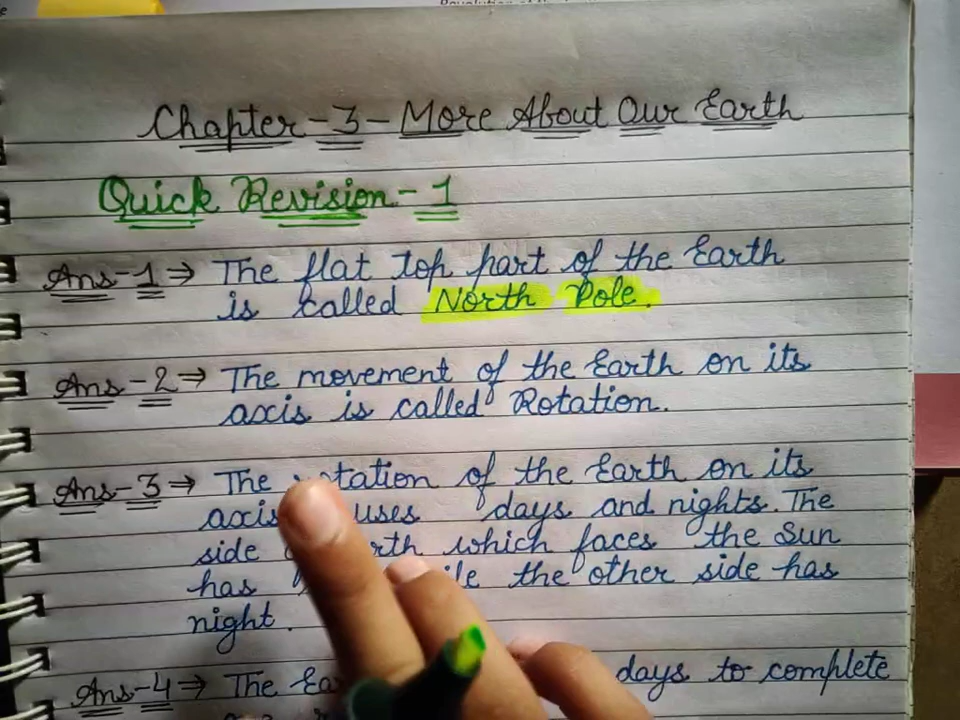 Chapter-3-More About Our Earth
Quick Revision-1
Ans-1⇒ The flat top part of the Earth
is called North Pole.
Ans-2⇒ The movement of the Earth on its
axis is called Rotation.
Ans-3⇒ The of the Earth on its
axis days and nights. The
side which faces the Sun
has the other side has
night.
Ans-4⇒ The days to complete